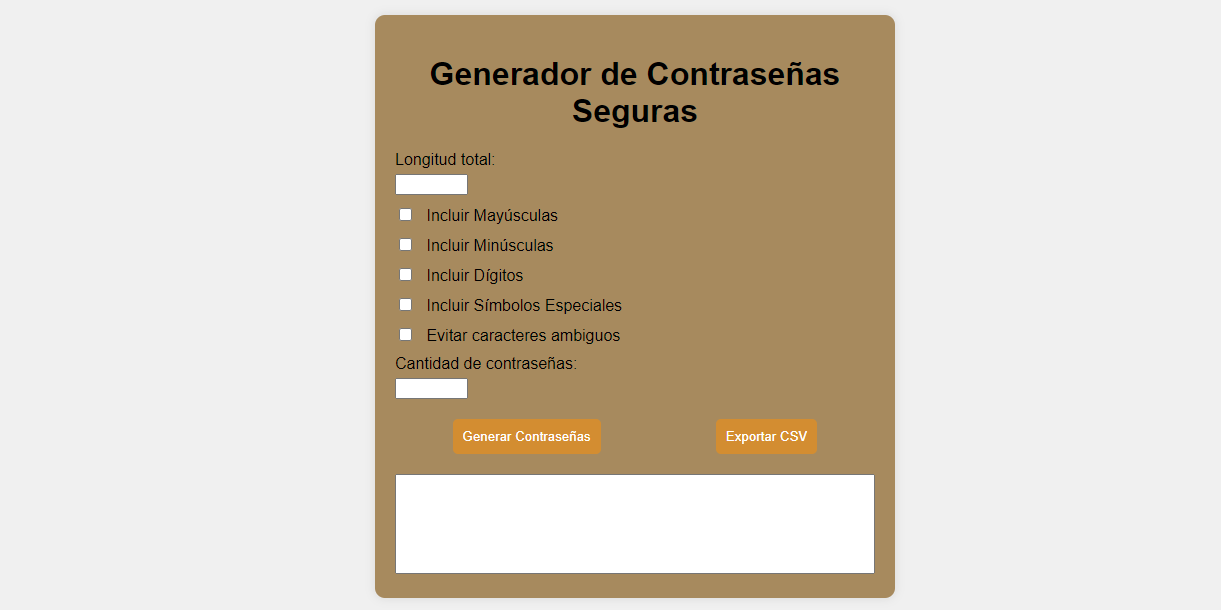 Generador de Contraseñas
Seguras
Longitud total:
Incluir Mayúsculas
Incluir Minúsculas
Incluir Dígitos
Incluir Símbolos Especiales
Evitar caracteres ambiguos
Cantidad de contraseñas:
Generar Contraseñas
Exportar CSV